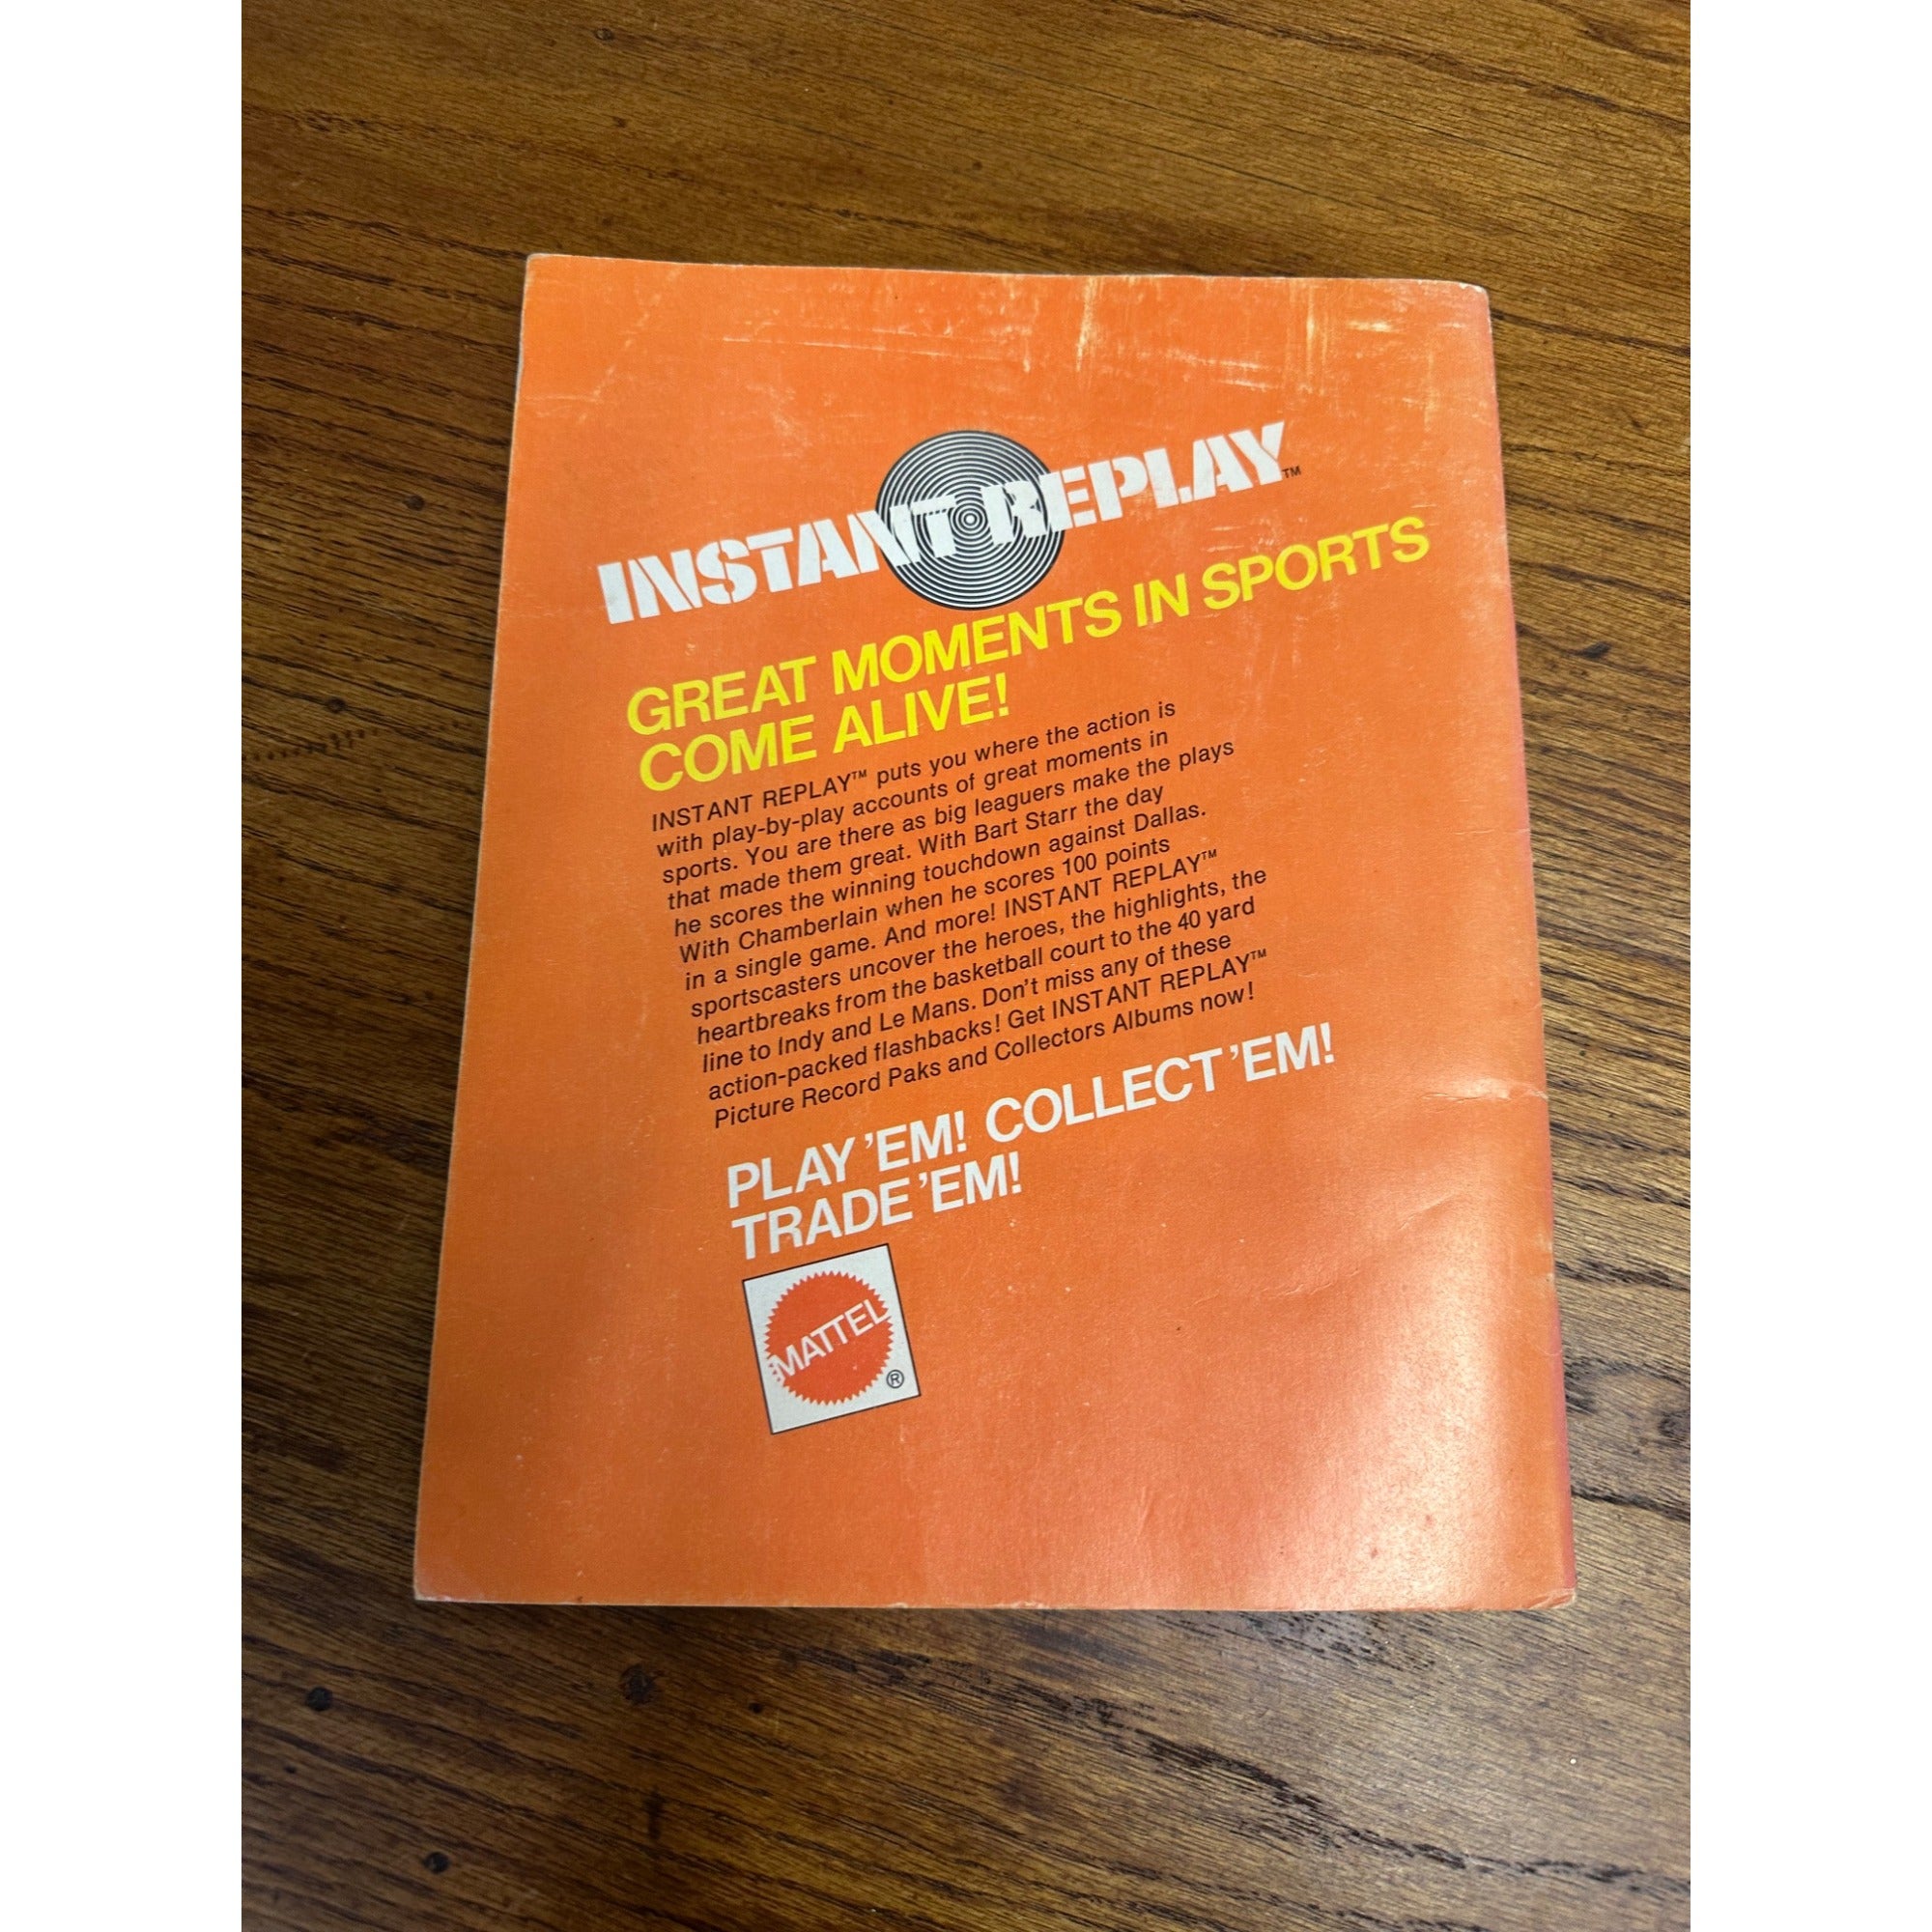 INSTANT REPLAY™
GREAT MOMENTS IN SPORTS
COME ALIVE!
INSTANT REPLAY™ puts you where the action is
with play-by-play accounts of great moments in
sports. You are there as big leaguers make the plays
that made them great. With Bart Starr the day
he scores the winning touchdown against Dallas.
With Chamberlain when he scores 100 points
in a single game. And more! INSTANT REPLAY™
sportscasters uncover the heroes, the highlights, the
heartbreaks from the basketball court to the 40 yard
line to Indy and Le Mans. Don't miss any of these
action-packed flashbacks! Get INSTANT REPLAY™
Picture Record Paks and Collectors Albums now!
PLAY 'EM! COLLECT 'EM!
TRADE 'EM!
MATTEL
®